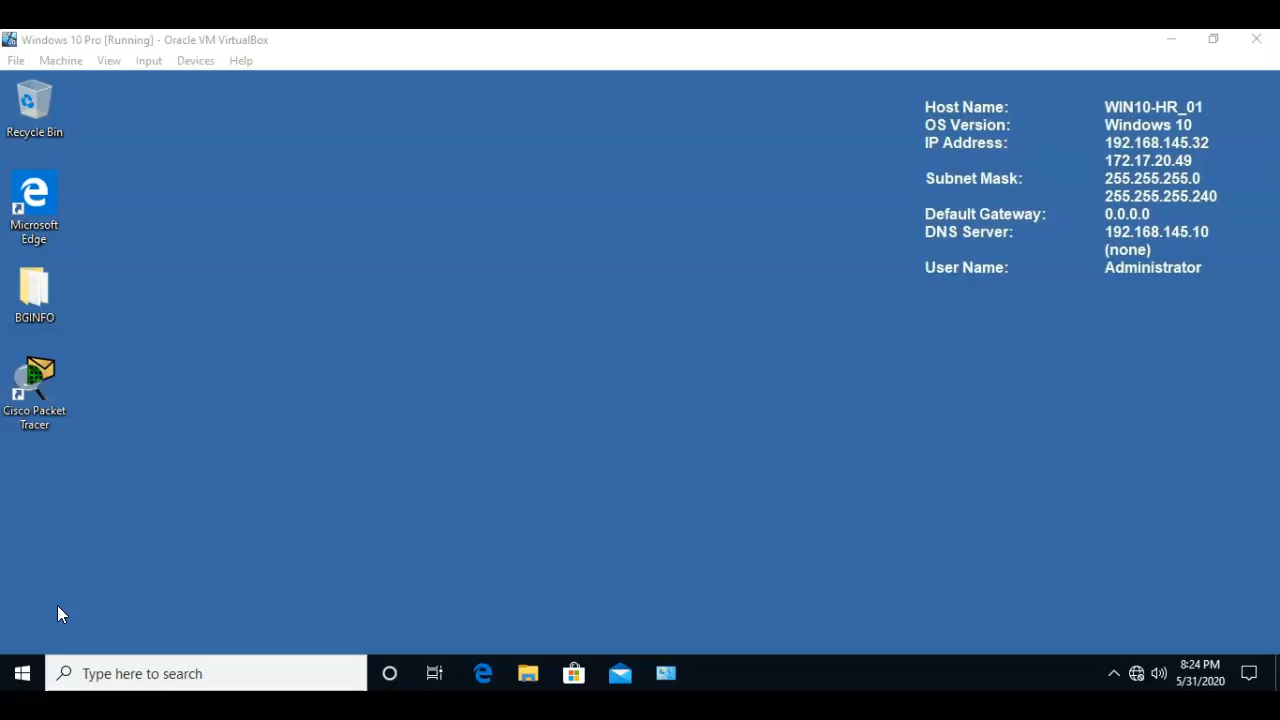 Windows 10 Pro [Running] - Oracle VM VirtualBox
File Machine View Input Devices Help
Recycle Bin
Microsoft
Edge
BGINFO
Cisco Packet
Tracer
Host Name: WIN10-HR_01
OS Version: Windows 10
IP Address: 192.168.145.32
172.17.20.49
Subnet Mask: 255.255.255.0
255.255.255.240
Default Gateway: 0.0.0.0
DNS Server: 192.168.145.10
(none)
User Name: Administrator
Type here to search
8:24 PM
5/31/2020